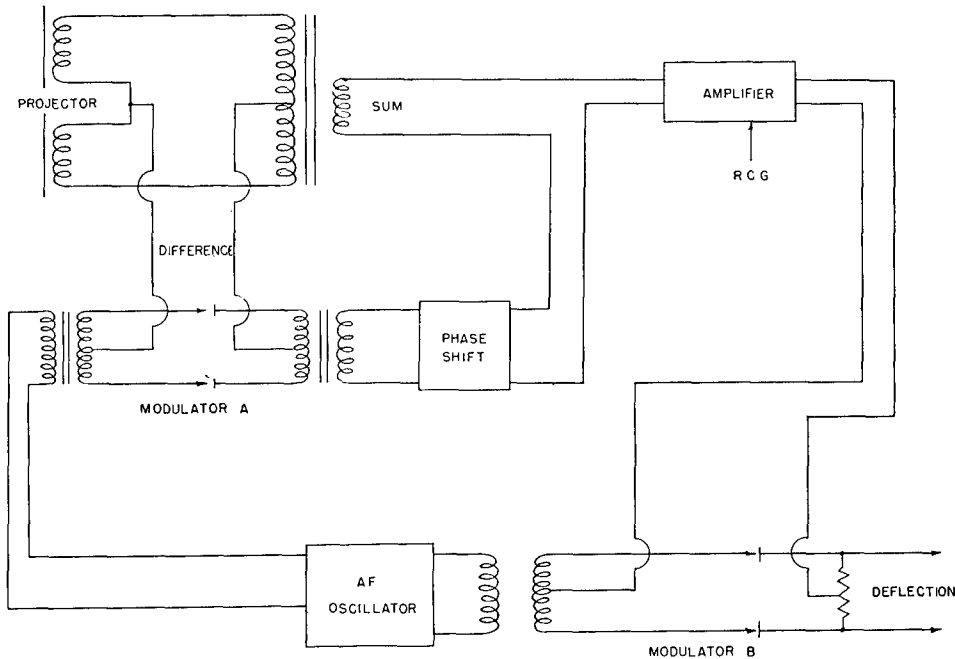 PROJECTOR
SUM
AMPLIFIER
RCG
DIFFERENCE
PHASE
SHIFT
MODULATOR A
AF
OSCILLATOR
DEFLECTION
MODULATOR B